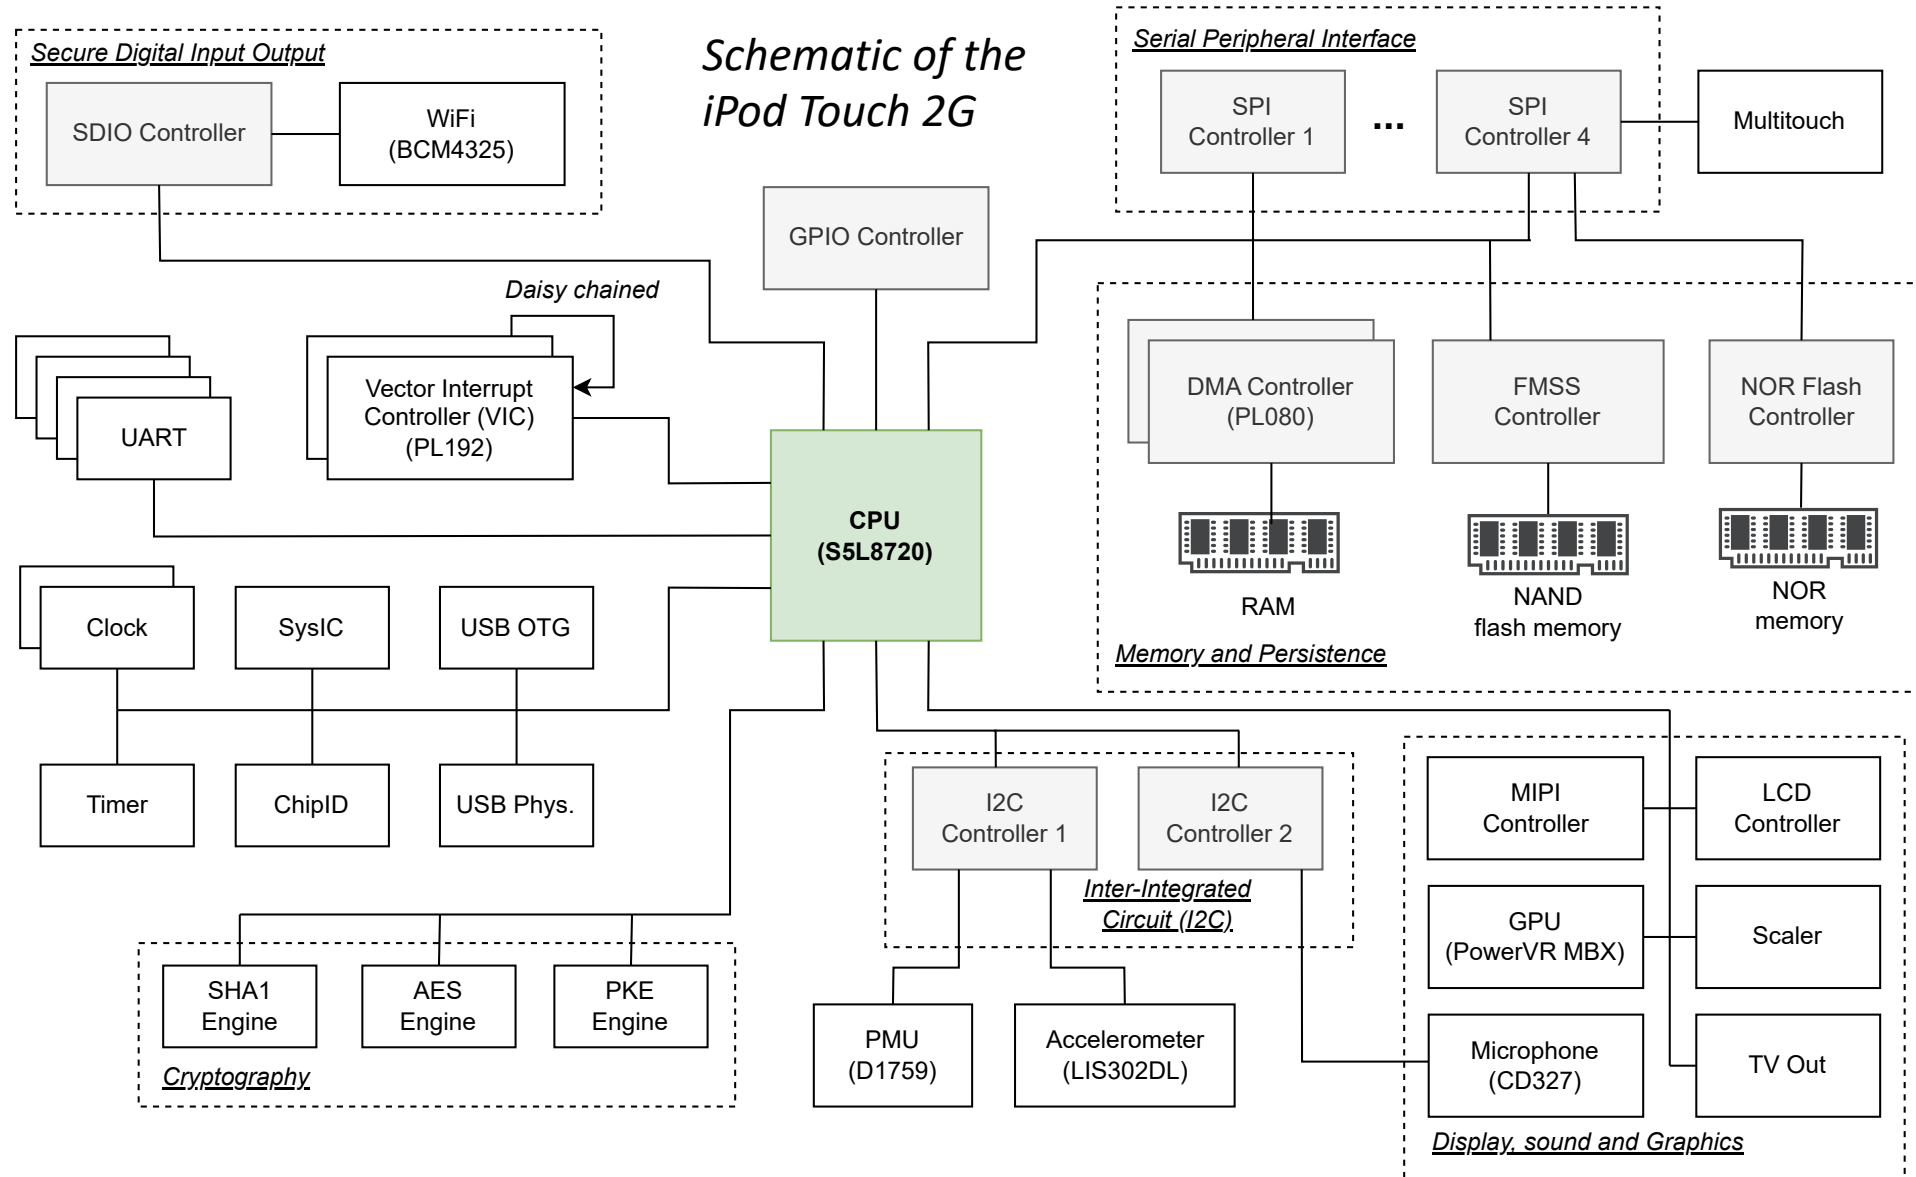 Schematic of the
iPod Touch 2G
Secure Digital Input Output
SDIO Controller
WiFi
(BCM4325)
GPIO Controller
Serial Peripheral Interface
SPI
Controller 1
...
SPI
Controller 4
Multitouch
Daisy chained
UART
Vector Interrupt
Controller (VIC)
(PL192)
CPU
(S5L8720)
DMA Controller
(PL080)
FMSS
Controller
NOR Flash
Controller
RAM
NAND
flash memory
NOR
memory
Memory and Persistence
Clock
SysIC
USB OTG
Timer
ChipID
USB Phys.
SHA1
Engine
AES
Engine
PKE
Engine
Cryptography
I2C
Controller 1
I2C
Controller 2
Inter-Integrated
Circuit (I2C)
PMU
(D1759)
Accelerometer
(LIS302DL)
MIPI
Controller
LCD
Controller
GPU
(PowerVR MBX)
Scaler
Microphone
(CD327)
TV Out
Display, sound and Graphics